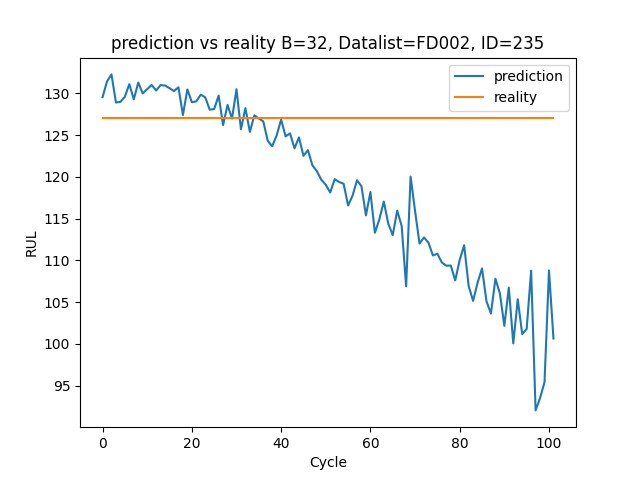 prediction vs reality B=32, Datalist=FD002, ID=235
prediction
reality
RUL
130
125
120
115
110
105
100
95
0 20 40 60 80 100
Cycle